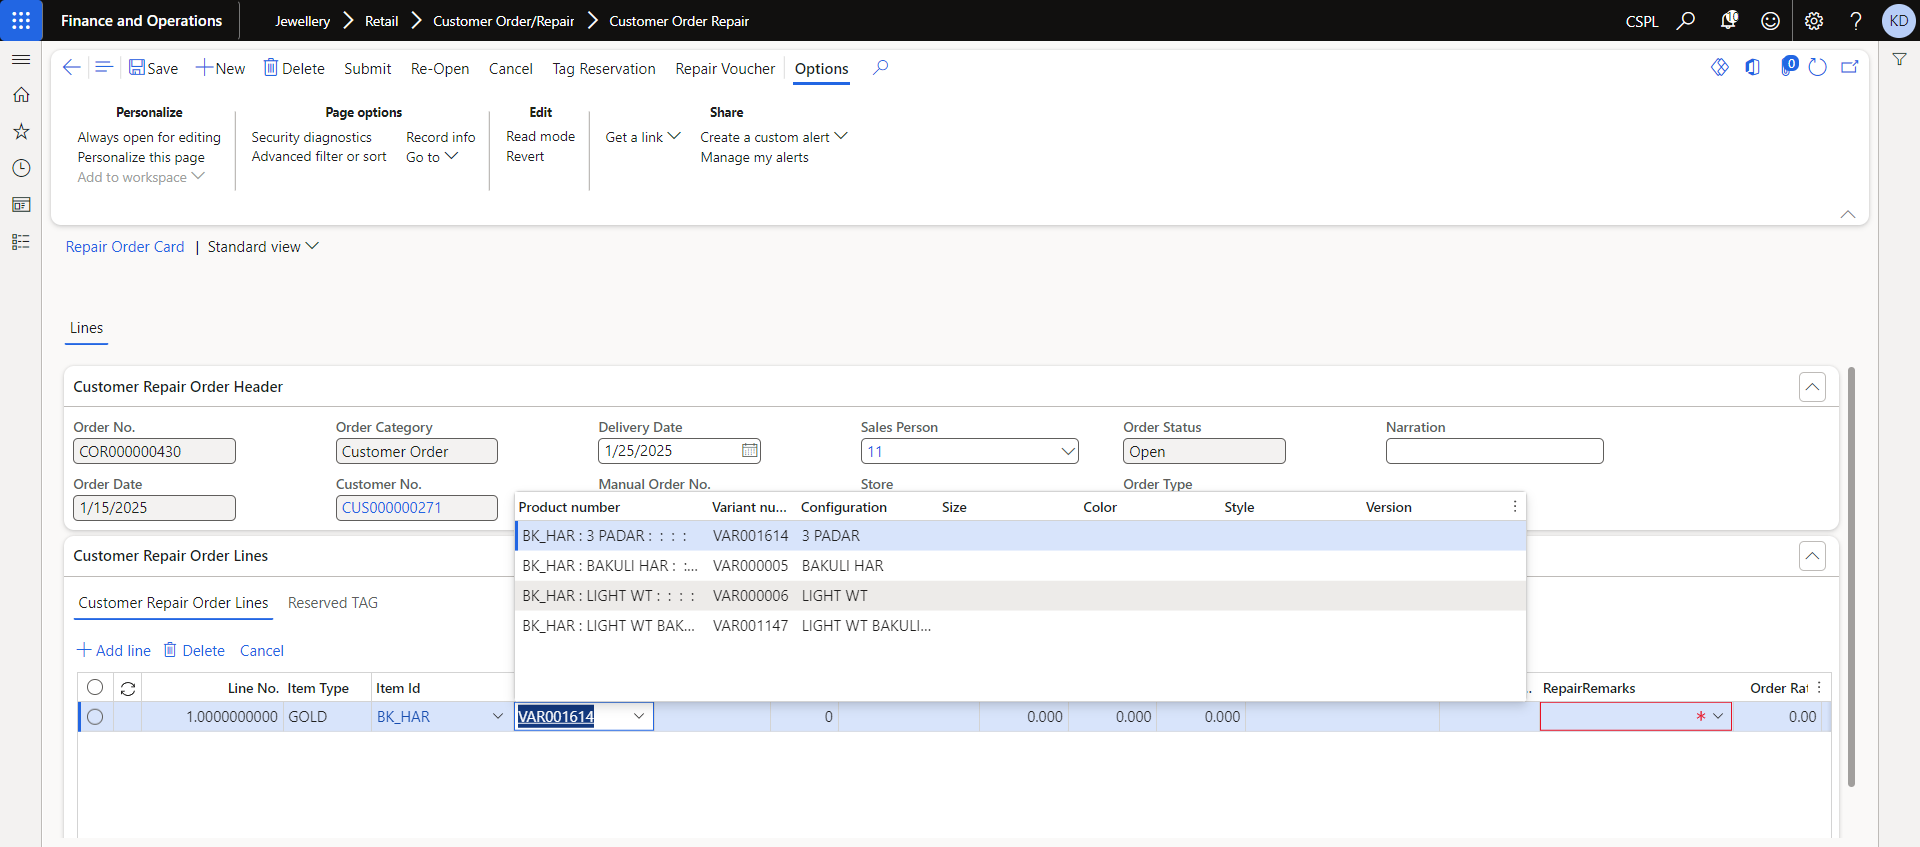 Finance and Operations
Jewellery
Retail
Customer Order/Repair
Customer Order Repair
CSPL
KD
Save
New
Delete
Submit
Re-Open
Cancel
Tag Reservation
Repair Voucher
Options
0
Personalize
Always open for editing
Personalize this page
Add to workspace
Page options
Security diagnostics
Advanced filter or sort
Record info
Go to
Edit
Read mode
Revert
Share
Get a link
Create a custom alert
Manage my alerts
Repair Order Card | Standard view
Lines
Customer Repair Order Header
Order No. Order Category Delivery Date Sales Person Order Status Narration
COR000000430 Customer Order 1/25/2025 11 Open
Order Date Customer No. Manual Order No. Store Order Type
1/15/2025 CUS000000271
Product number Variant nu... Configuration Size Color Style Version
BK_HAR : 3 PADAR : : : : VAR001614 3 PADAR
BK_HAR : BAKULI HAR : :... VAR000005 BAKULI HAR
BK_HAR : LIGHT WT : : : : VAR000006 LIGHT WT
BK_HAR : LIGHT WT BAK... VAR001147 LIGHT WT BAKULI...
Customer Repair Order Lines
Customer Repair Order Lines Reserved TAG
Add line Delete Cancel
Line No. Item Type Item Id .. RepairRemarks Order Rat
1.0000000000 GOLD BK_HAR VAR001614 0 0.000 0.000 0.000 * 0.00